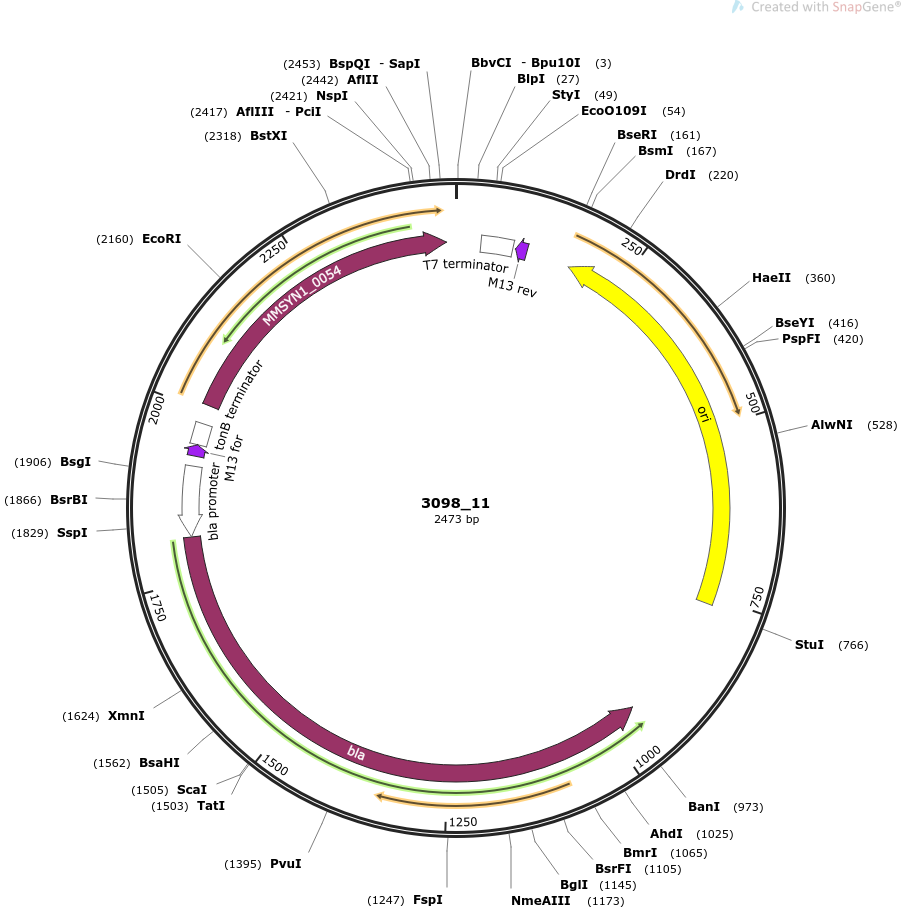 Created with SnapGene®
(2453) BspQI - SapI
(2442) AflII
(2421) NspI
(2417) AflIII - PciI
(2318) BstXI
(2160) EcoRI
BbvCI - Bpu10I (3)
BlpI (27)
StyI (49)
EcoO109I (54)
BseRI (161)
BsmI (167)
DrdI (220)
HaeII (360)
BseYI (416)
PspFI (420)
AlwNI (528)
StuI (766)
BanI (973)
AhdI (1025)
BmrI (1065)
BsrFI (1105)
BglI (1145)
NmeAIII (1173)
(1247) FspI
(1395) PvuI
(1503) TatI
(1505) ScaI
(1562) BsaHI
(1624) XmnI
(1829) SspI
(1866) BsrBI
(1906) BsgI
250
500
750
1000
1250
1500
1750
2000
2250
T7 terminator
M13 rev
ori
bla
bla promoter
M13 for
tonB terminator
MMSYN1_0054
3098_11
2473 bp